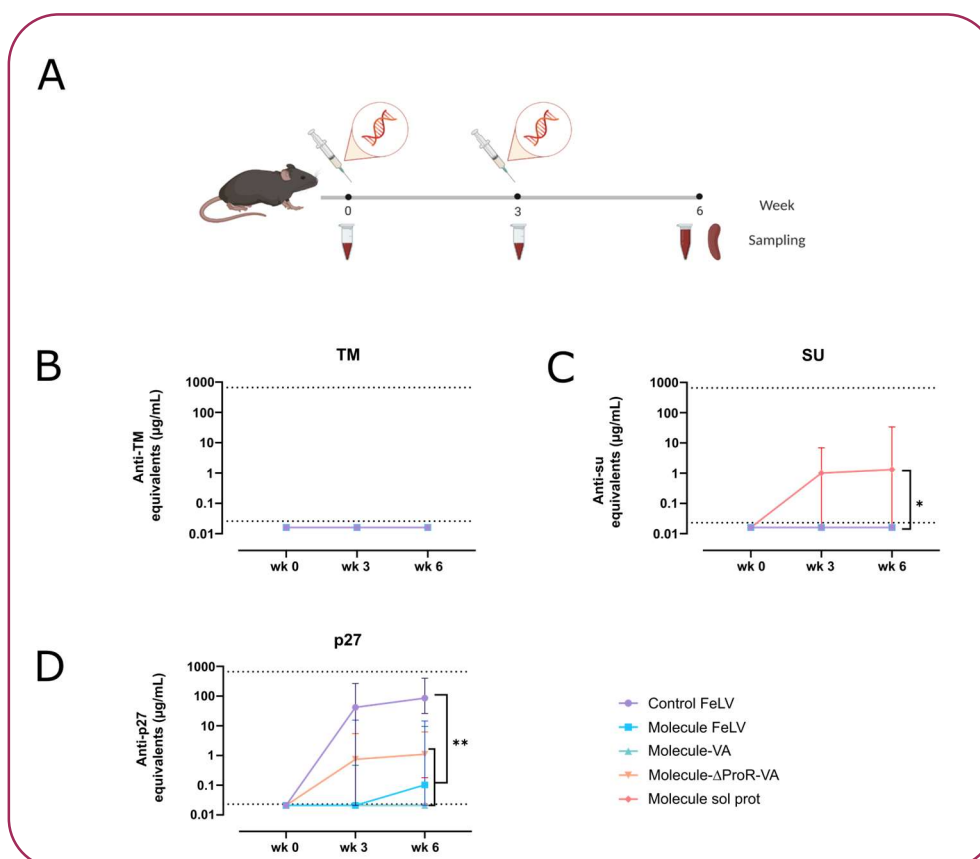 A
0
3
6
Week
Sampling
B
TM
Anti-TM
equivalents (µg/mL)
1000
100
10
1
0.1
0.01
wk 0
wk 3
wk 6
C
SU
Anti-su
equivalents (µg/mL)
1000
100
10
1
0.1
0.01
*
wk 0
wk 3
wk 6
D
p27
Anti-p27
equivalents (µg/mL)
1000
100
10
1
0.1
0.01
**
wk 0
wk 3
wk 6
Control FeLV
Molecule FeLV
Molecule-VA
Molecule-ΔProR-VA
Molecule sol prot